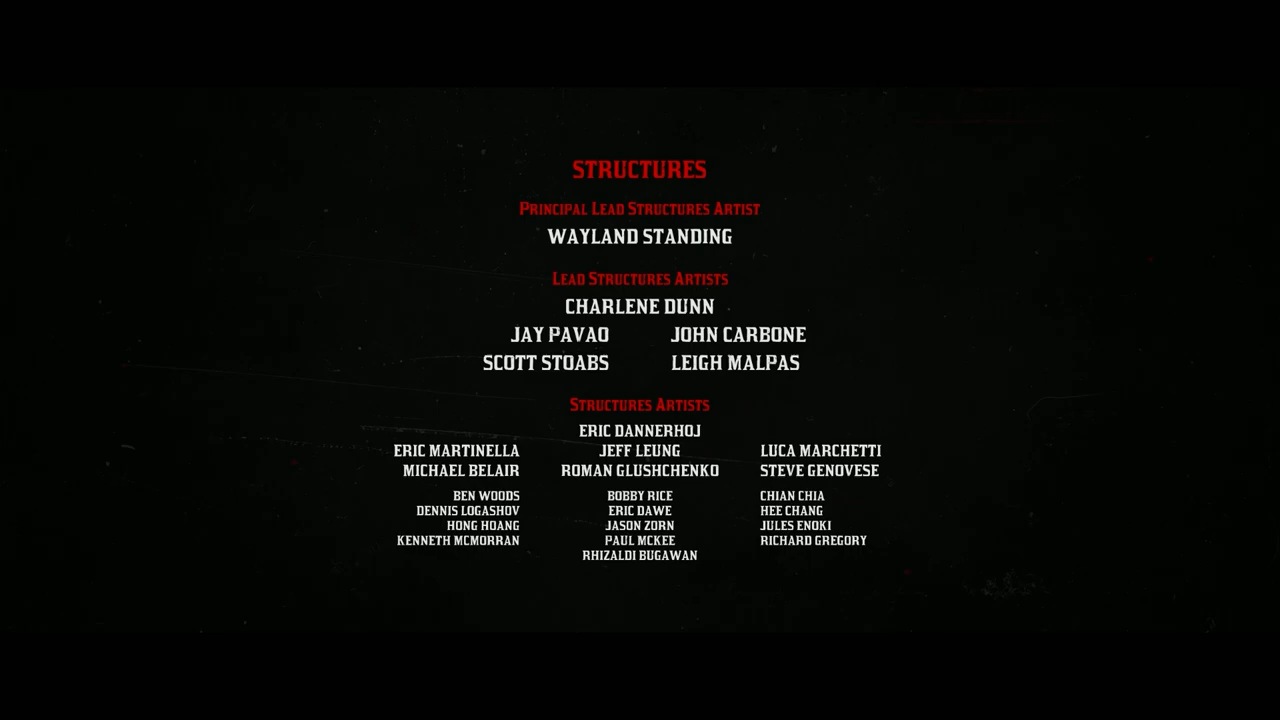 STRUCTURES
PRINCIPAL LEAD STRUCTURES ARTIST
WAYLAND STANDING
LEAD STRUCTURES ARTISTS
CHARLENE DUNN
JAY PAVAO JOHN CARBONE
SCOTT STOABS LEIGH MALPAS
STRUCTURES ARTISTS
ERIC DANNERHOJ
ERIC MARTINELLA JEFF LEUNG LUCA MARCHETTI
MICHAEL BELAIR ROMAN GLUSHCHENKO STEVE GENOVESE
BEN WOODS BOBBY RICE CHIAN CHIA
DENNIS LOGASHOV ERIC DAWE HEE CHANG
HONG HOANG JASON ZORN JULES ENOKI
KENNETH MCMORRAN PAUL MCKEE RICHARD GREGORY
RHIZALDI BUGAWAN